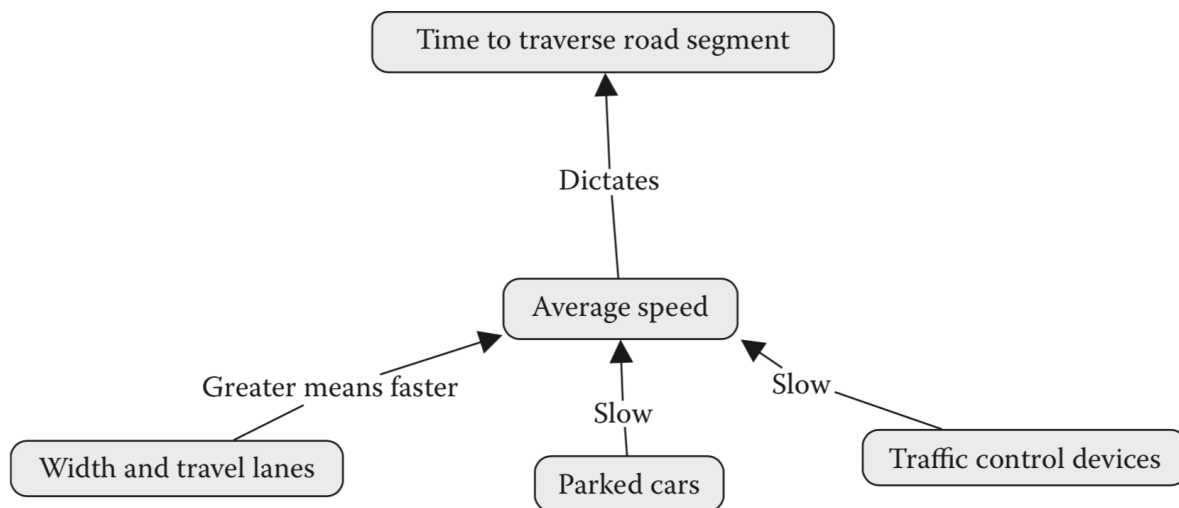 Time to traverse road segment
Dictates
Average speed
Greater means faster
Slow
Slow
Width and travel lanes
Parked cars
Traffic control devices